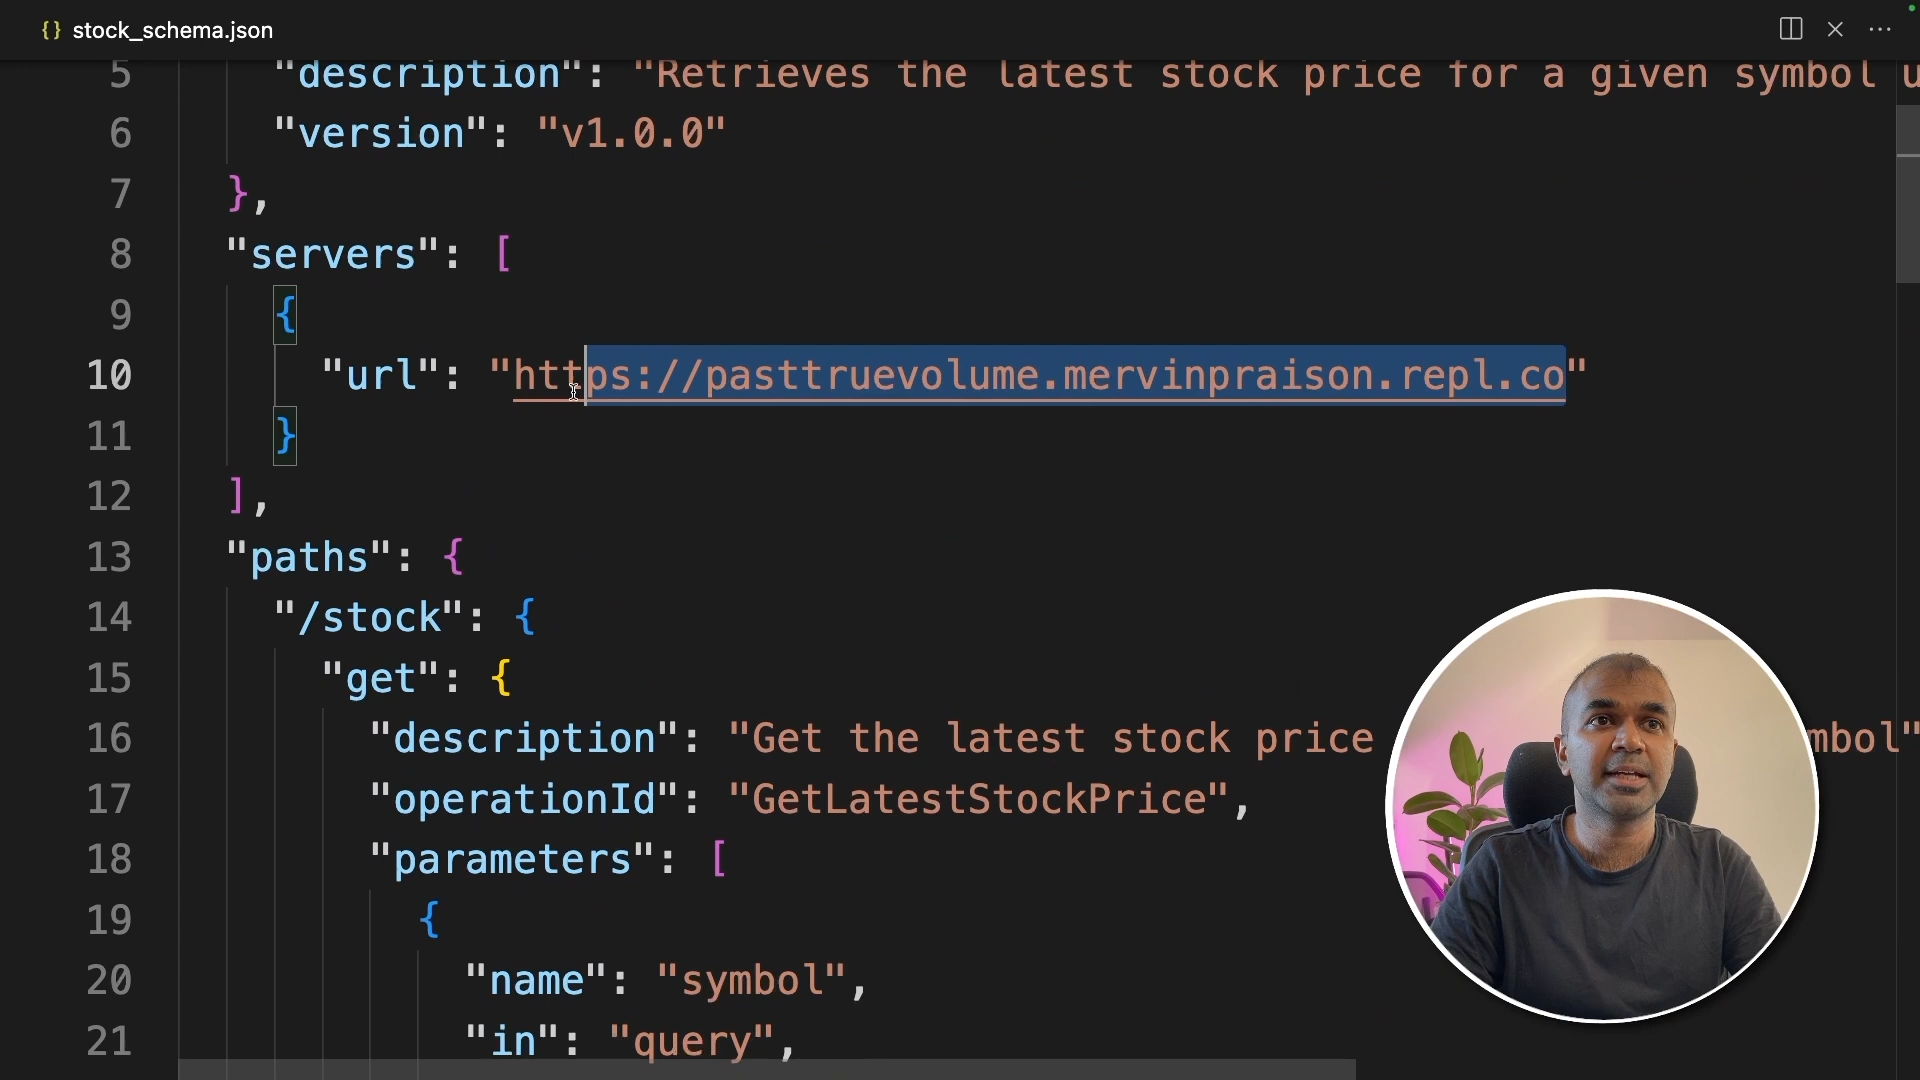 {} stock_schema.json
5 "description": "Retrieves the latest stock price for a given symbol u
6 "version": "v1.0.0"
7 },
8 "servers": [
9 {
10 "url": "https://pasttruevolume.mervinpraison.repl.co"
11 }
12 ],
13 "paths": {
14 "/stock": {
15 "get": {
16 "description": "Get the latest stock price mbol"
17 "operationId": "GetLatestStockPrice",
18 "parameters": [
19 {
20 "name": "symbol",
21 "in": "query",